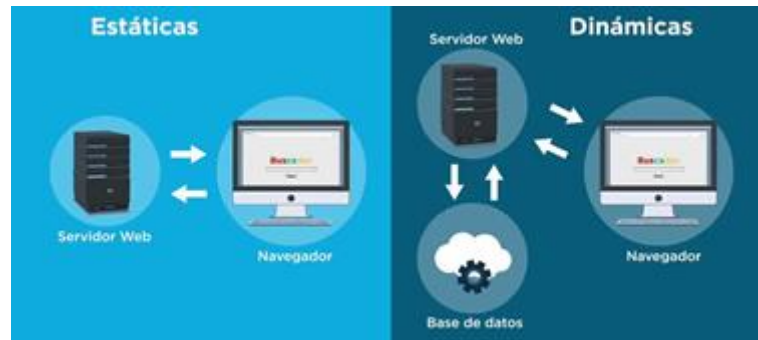 Estáticas
Servidor Web
Navegador
Dinámicas
Servidor Web
Navegador
Base de datos